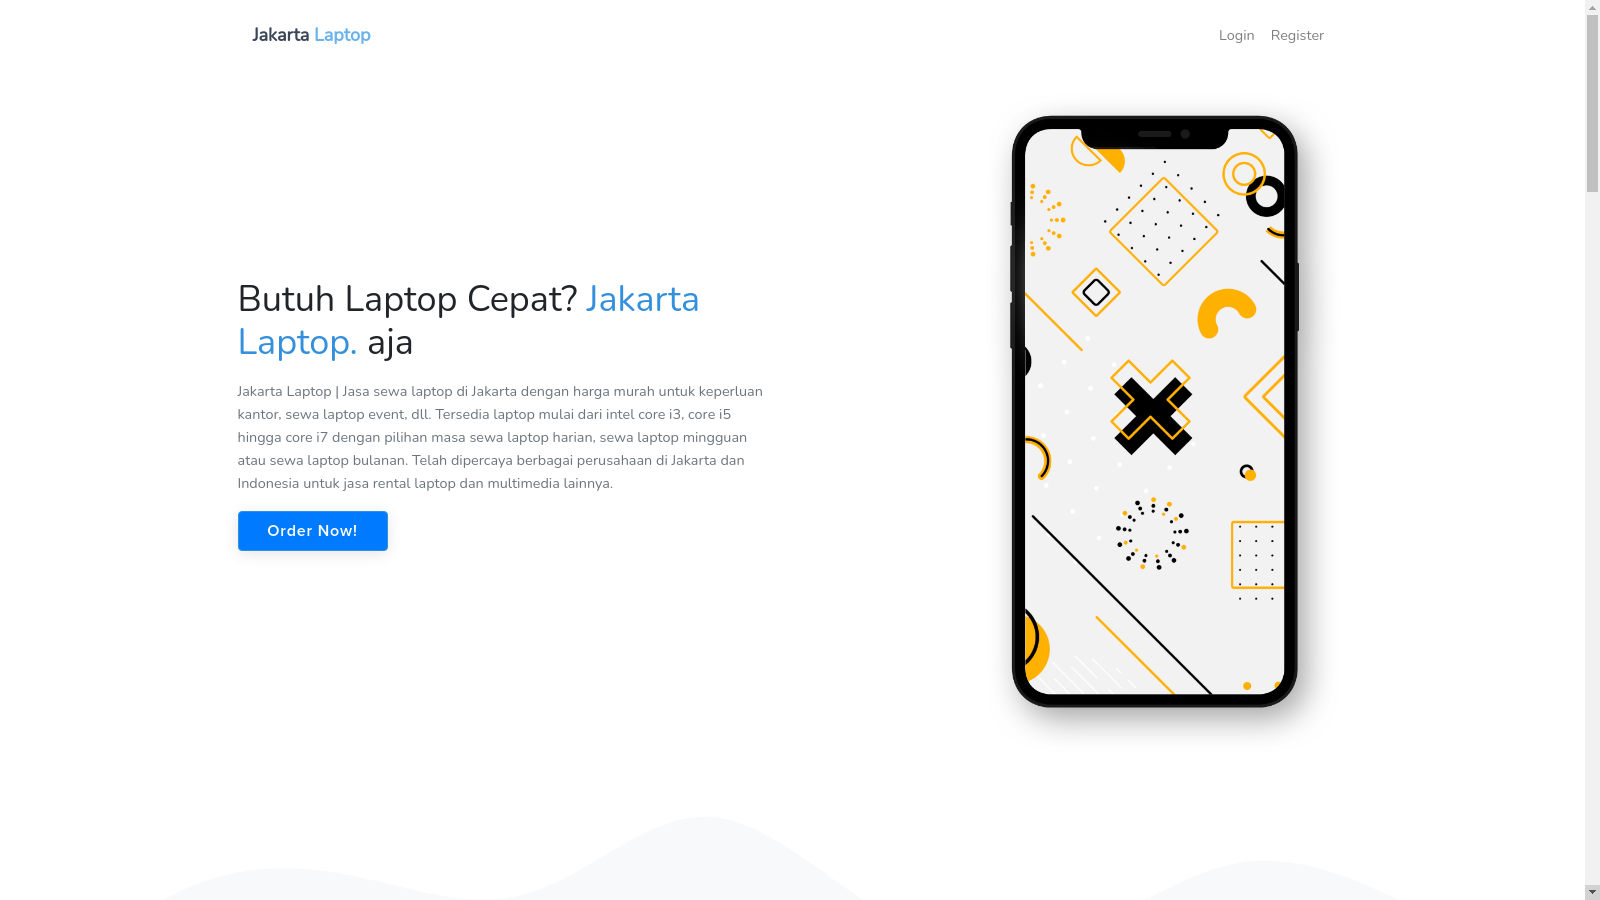 Jakarta Laptop
Login Register
Butuh Laptop Cepat? Jakarta
Laptop. aja
Jakarta Laptop | Jasa sewa laptop di Jakarta dengan harga murah untuk keperluan
kantor, sewa laptop event, dll. Tersedia laptop mulai dari intel core i3, core i5
hingga core i7 dengan pilihan masa sewa laptop harian, sewa laptop mingguan
atau sewa laptop bulanan. Telah dipercaya berbagai perusahaan di Jakarta dan
Indonesia untuk jasa rental laptop dan multimedia lainnya.
Order Now!